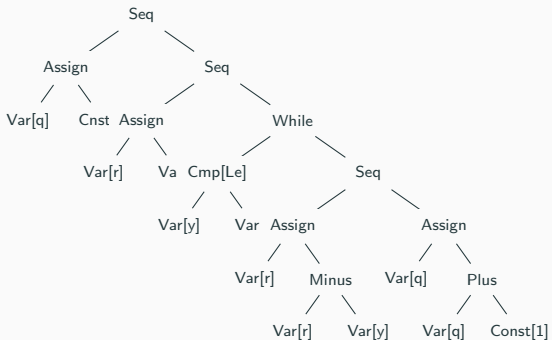 Seq
Assign Seq
Var[q] Cnst Assign While
Var[r] Va Cmp[Le] Seq
Var[y] Var Assign Assign
Var[r] Minus Var[q] Plus
Var[r] Var[y] Var[q] Const[1]